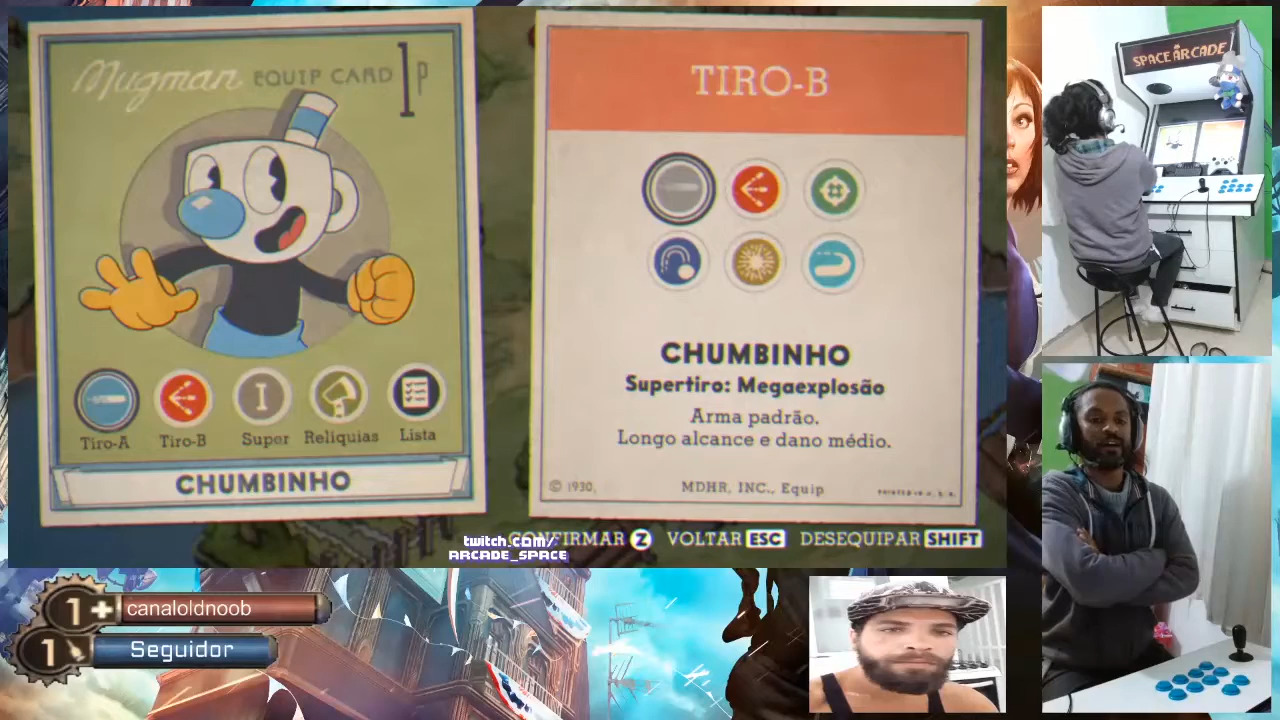 Mugman EQUIP CARD 1P
Tiro-A
Tiro-B
Super
Relíquias
Lista
CHUMBINHO
TIRO-B
CHUMBINHO
Supertiro: Megaexplosão
Arma padrão.
Longo alcance e dano médio.
© 1930, MDHR, INC., Equip
CONFIRMAR Z VOLTAR ESC DESEQUIPAR SHIFT
twitch.com/
ARCADE_SPACE
1 canaloldnoob
1 Seguidor
SPACE ARCADE